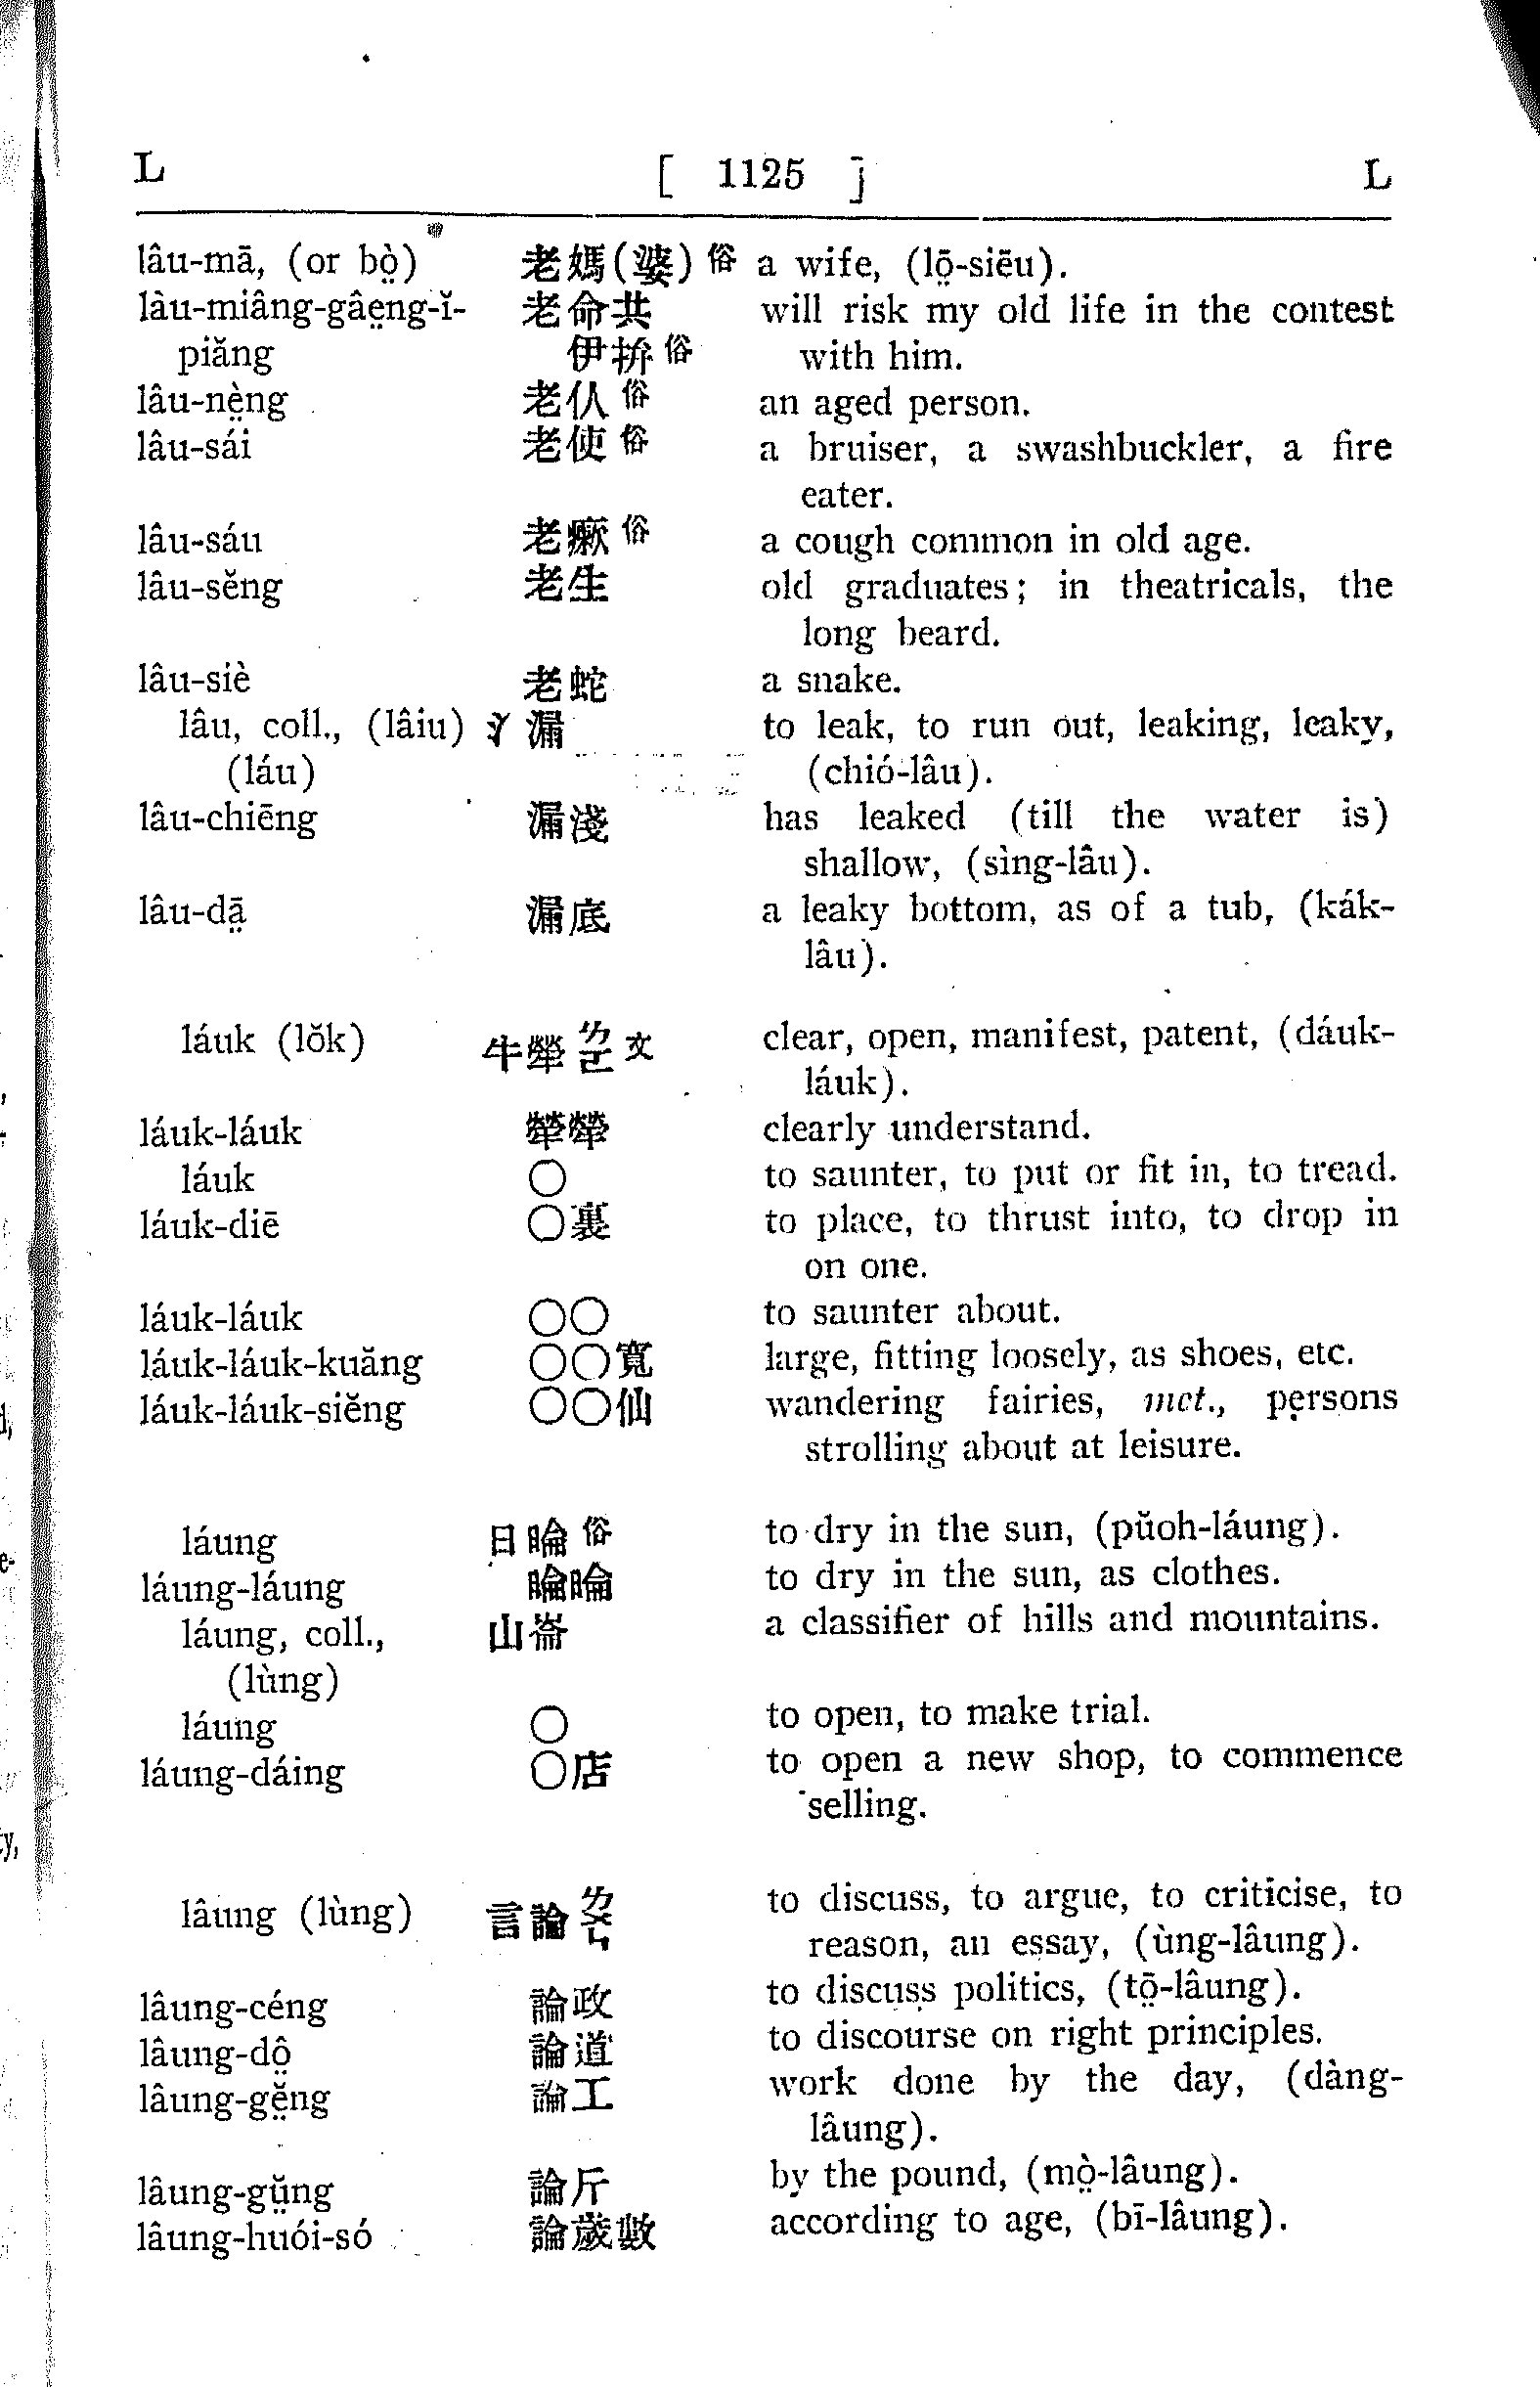 L [ 1125 ] L
lâu-mā, (or bò̤) 老媽(婆)俗 a wife, (lō̤-siēu).
làu-miâng-gâe̤ng-ĭ- 老命共 will risk my old life in the contest
piăng 伊拚俗 with him.
lâu-nè̤ng 老仈俗 an aged person.
lâu-sái 老使俗 a bruiser, a swashbuckler, a fire
eater.
lâu-sáu 老瘷俗 a cough common in old age.
lâu-sĕng 老生 old graduates; in theatricals, the
long beard.
lâu-siè 老蛇 a snake.
lâu, coll., (lâiu) 氵漏 to leak, to run out, leaking, leaky,
(láu) (chió-lâu).
lâu-chiēng 漏淺 has leaked (till the water is)
shallow, (sìng-lâu).
lâu-dā̤ 漏底 a leaky bottom, as of a tub, (kák-
lâu).
láuk (lŏk) 牛犖ㄌㄛ文 clear, open, manifest, patent, (dáuk-
láuk).
láuk-láuk 犖犖 clearly understand.
láuk ○ to saunter, to put or fit in, to tread.
láuk-diē ○裏 to place, to thrust into, to drop in
on one.
láuk-láuk ○○ to saunter about.
láuk-láuk-kuăng ○○寬 large, fitting loosely, as shoes, etc.
láuk-láuk-siĕng ○○仙 wandering fairies, met., persons
strolling about at leisure.
láung 日㫻俗 to dry in the sun, (pŭoh-láung).
láung-láung 㫻㫻 to dry in the sun, as clothes.
láung, coll., 山崙 a classifier of hills and mountains.
(lùng)
láung ○ to open, to make trial.
láung-dáing ○店 to open a new shop, to commence
selling.
lâung (lùng) 言論ㄌㄨㄣ to discuss, to argue, to criticise, to
reason, an essay, (ùng-lâung).
lâung-céng 論政 to discuss politics, (tō̤-lâung).
lâung-dô̤ 論道 to discourse on right principles.
lâung-gĕ̤ng 論工 work done by the day, (dàng-
lâung).
lâung-gṳ̆ng 論斤 by the pound, (mò̤-lâung).
lâung-huói-só 論歲數 according to age, (bī-lâung).